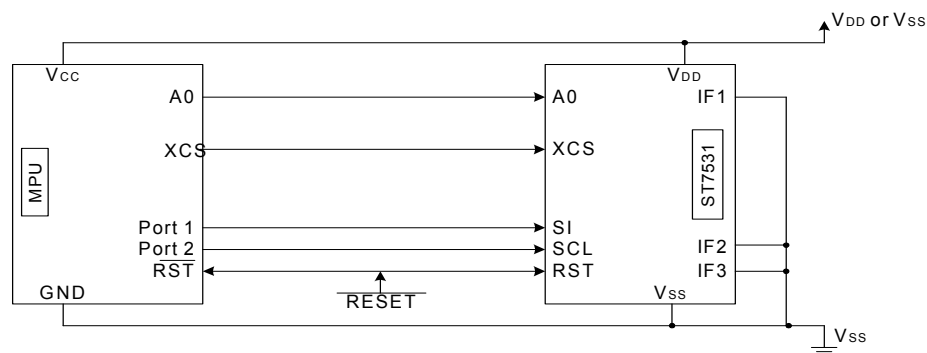 VDD or VSS
VCC
VDD
A0
A0
IF1
XCS
XCS
MPU
ST7531
Port 1
SI
Port 2
SCL
IF2
RST
RST
IF3
RESET
GND
VSS
VSS